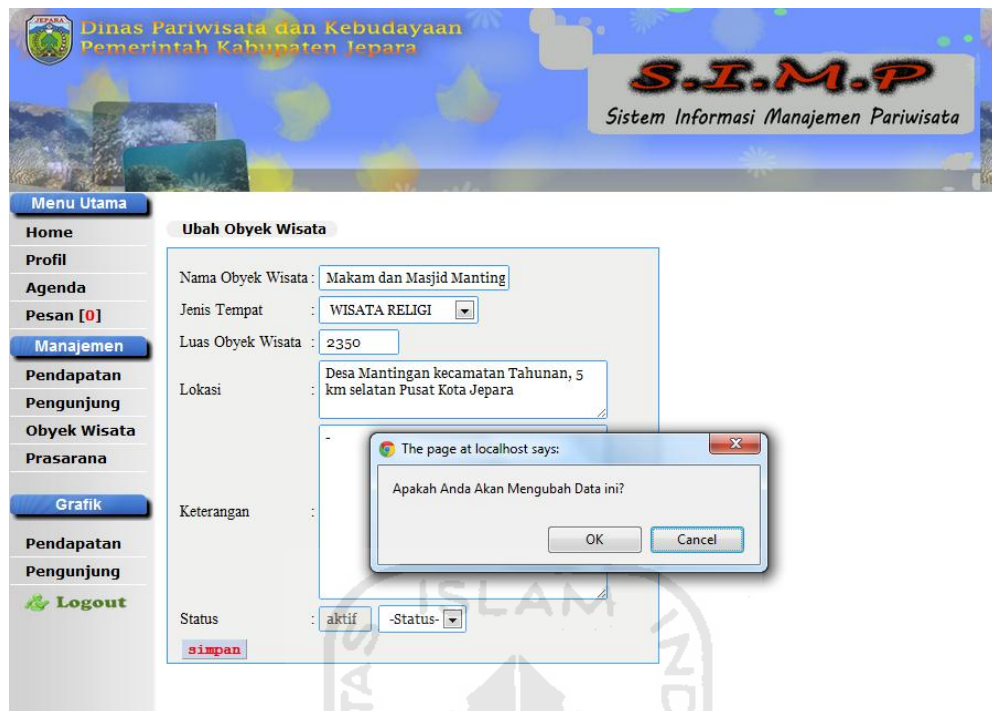 JEPARA
Dinas Pariwisata dan Kebudayaan
Pemerintah Kabupaten Jepara
S.I.M.P
Sistem Informasi Manajemen Pariwisata
Menu Utama
Home
Profil
Agenda
Pesan [0]
Manajemen
Pendapatan
Pengunjung
Obyek Wisata
Prasarana
Grafik
Pendapatan
Pengunjung
Logout
Ubah Obyek Wisata
Nama Obyek Wisata : Makam dan Masjid Manting
Jenis Tempat : WISATA RELIGI
Luas Obyek Wisata : 2350
Lokasi : Desa Mantingan kecamatan Tahunan, 5
km selatan Pusat Kota Jepara
Keterangan : -
Status : aktif -Status-
simpan
The page at localhost says:
Apakah Anda Akan Mengubah Data ini?
OK Cancel
ISLAM